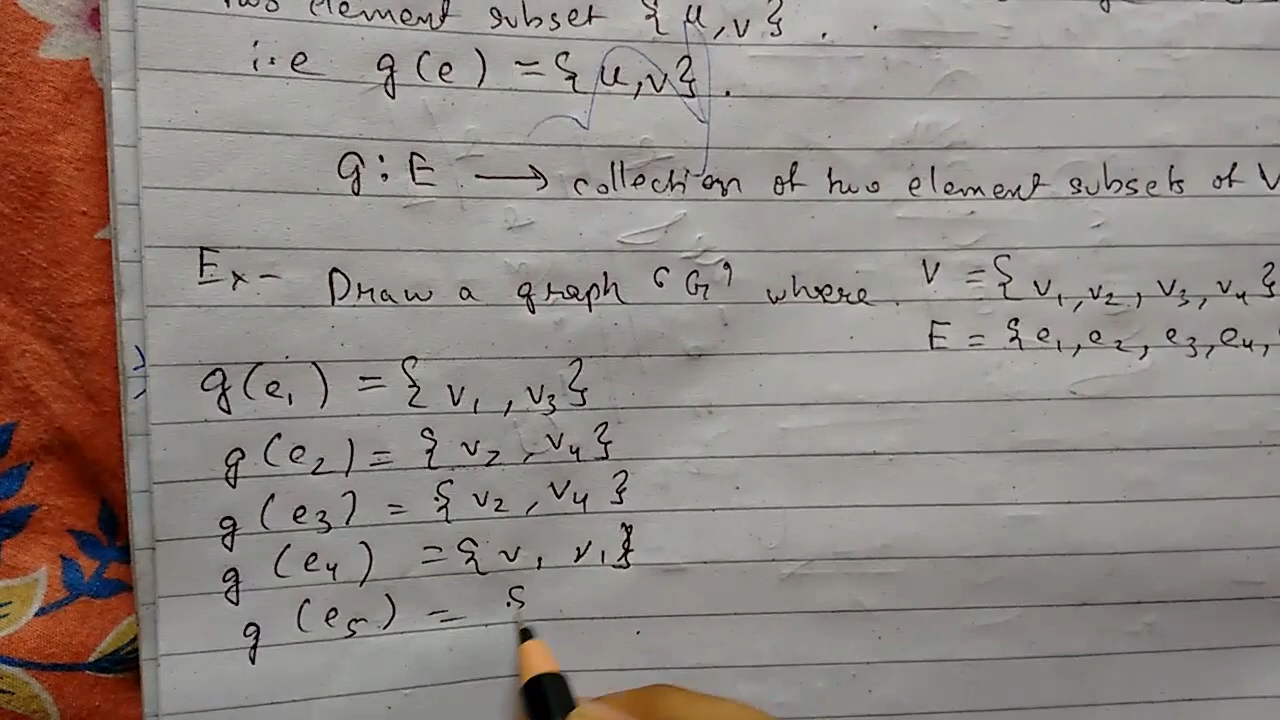 two element subset { u, v } .
i.e g(e) = { u, v } .
g : E → collection of two element subsets of V
Ex- Draw a graph 'G' where . V = { v1, v2, v3, v4 }
E = { e1, e2, e3, e4,
g(e1) = { v1, v3 }
g(e2) = { v2, v4 }
g(e3) = { v2, v4 }
g(e4) = { v, v1 }
g(e5) =